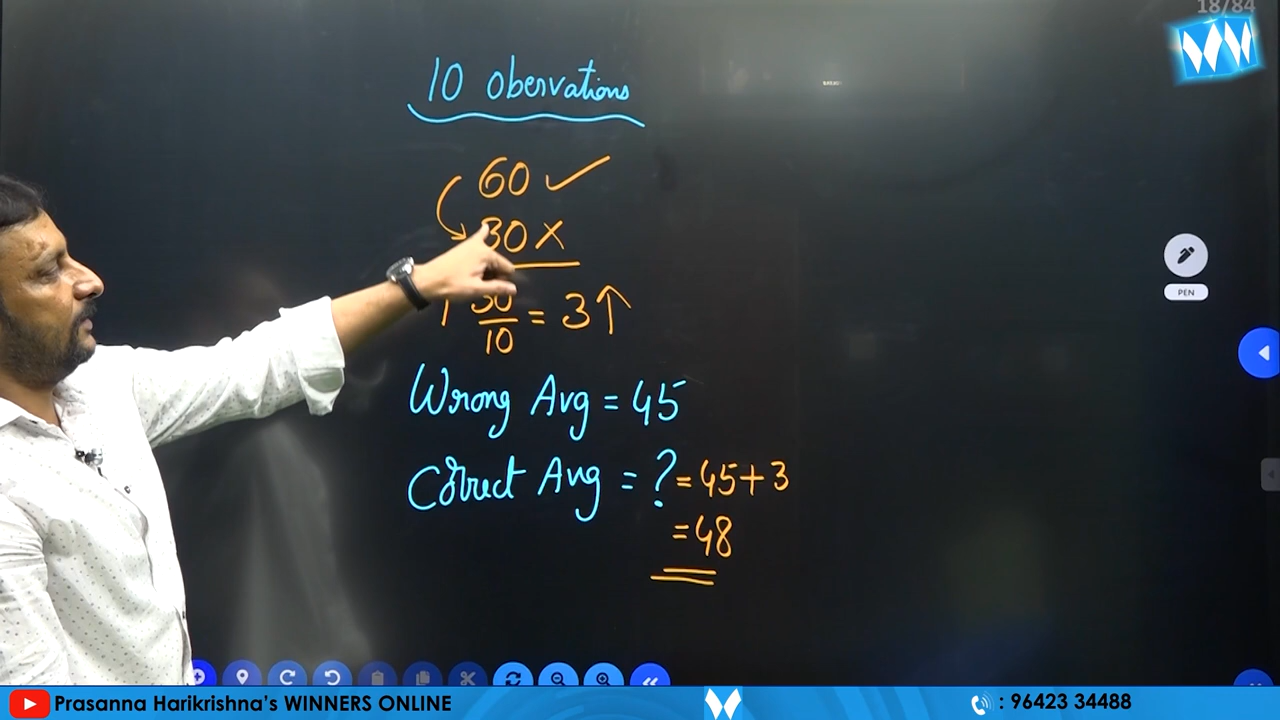 18/84
10 Obervations
60 ✓
30 ×
30/10 = 3↑
Wrong Avg = 45
Correct Avg = ? = 45+3
= 48
PEN
Prasanna Harikrishna's WINNERS ONLINE
: 96423 34488